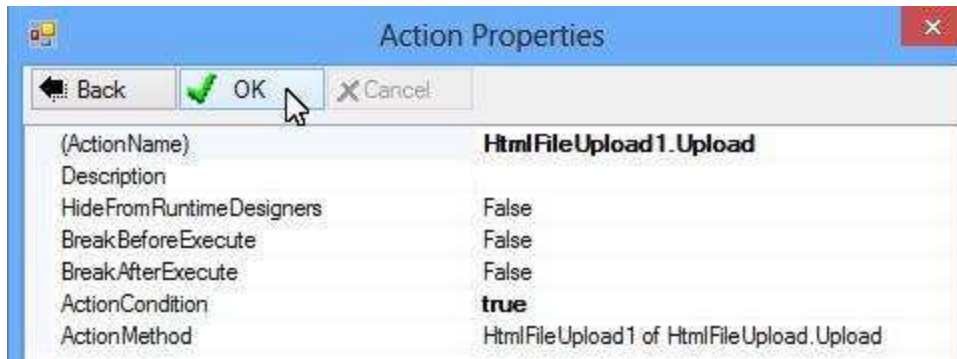 Action Properties
Back OK Cancel
(ActionName) HtmlFileUpload1.Upload
Description
HideFromRuntimeDesigners False
BreakBeforeExecute False
BreakAfterExecute False
ActionCondition true
ActionMethod HtmlFileUpload1 of HtmlFileUpload.Upload